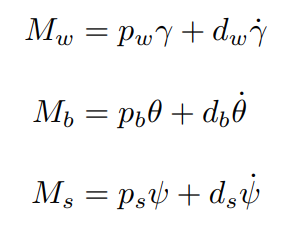 M_w = p_w γ + d_w γ̇
M_b = p_b θ + d_b θ̇
M_s = p_s ψ + d_s ψ̇